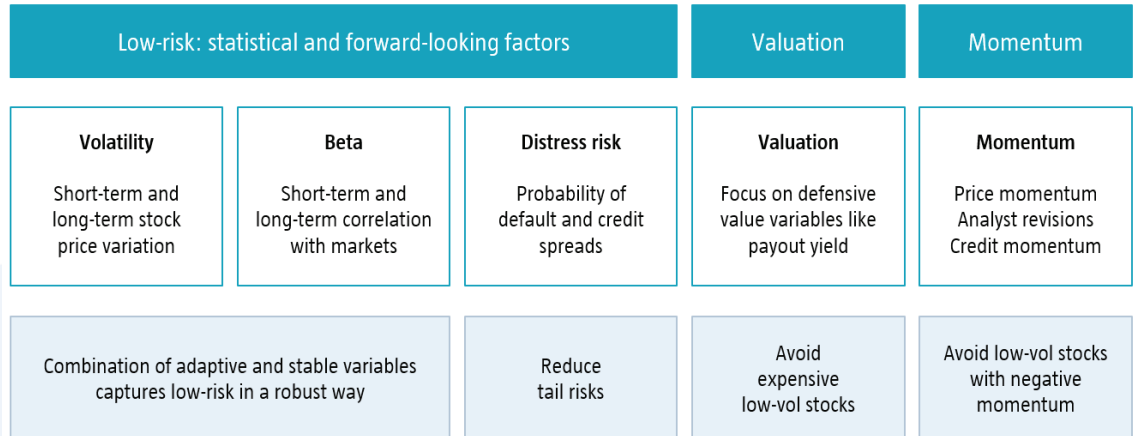 Low-risk: statistical and forward-looking factors
Valuation
Momentum
Volatility
Short-term and
long-term stock
price variation
Beta
Short-term and
long-term correlation
with markets
Distress risk
Probability of
default and credit
spreads
Valuation
Focus on defensive
value variables like
payout yield
Momentum
Price momentum
Analyst revisions
Credit momentum
Combination of adaptive and stable variables
captures low-risk in a robust way
Reduce
tail risks
Avoid
expensive
low-vol stocks
Avoid low-vol stocks
with negative
momentum